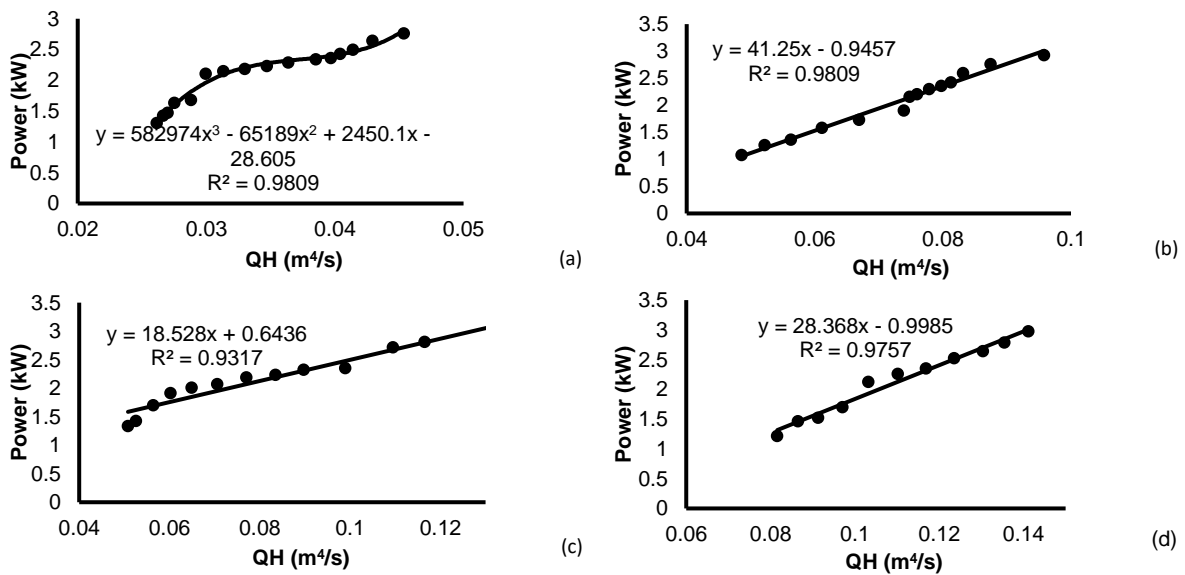 3
2.5
2
1.5
1
0.5
0
Power (kW)
y = 582974x³ - 65189x² + 2450.1x -
28.605
R² = 0.9809
0.02 0.03 0.04 0.05
QH (m⁴/s)
(a)
3.5
3
2.5
2
1.5
1
0.5
0
Power (kW)
y = 41.25x - 0.9457
R² = 0.9809
0.04 0.06 0.08 0.1
QH (m⁴/s)
(b)
3.5
3
2.5
2
1.5
1
0.5
0
Power (kW)
y = 18.528x + 0.6436
R² = 0.9317
0.04 0.06 0.08 0.1 0.12
QH (m⁴/s)
(c)
3.5
3
2.5
2
1.5
1
0.5
0
Power (kW)
y = 28.368x - 0.9985
R² = 0.9757
0.06 0.08 0.1 0.12 0.14
QH (m⁴/s)
(d)